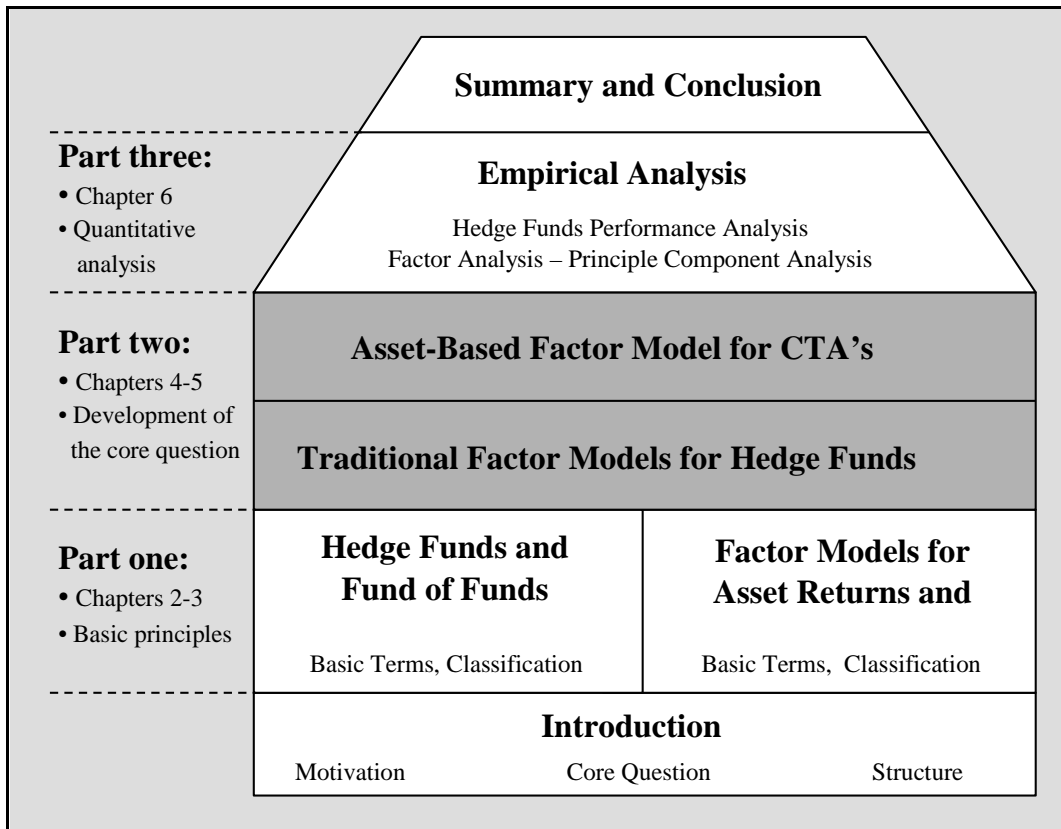 Summary and Conclusion
Part three:
• Chapter 6
• Quantitative
analysis
Empirical Analysis
Hedge Funds Performance Analysis
Factor Analysis – Principle Component Analysis
Part two:
• Chapters 4-5
• Development of
the core question
Asset-Based Factor Model for CTA’s
Traditional Factor Models for Hedge Funds
Part one:
• Chapters 2-3
• Basic principles
Hedge Funds and
Fund of Funds
Basic Terms, Classification
Factor Models for
Asset Returns and
Basic Terms, Classification
Introduction
Motivation Core Question Structure